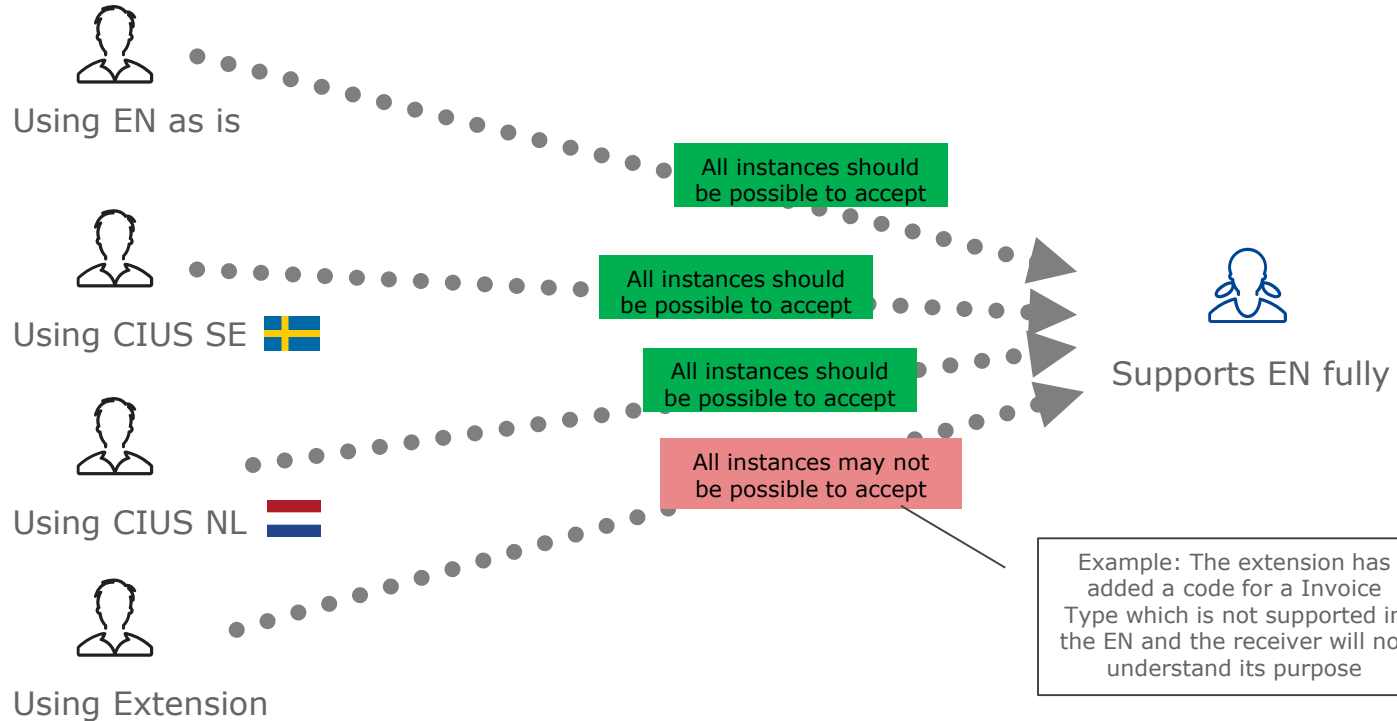 Using EN as is
All instances should
be possible to accept
All instances should
be possible to accept
Using CIUS SE
All instances should
be possible to accept
Supports EN fully
All instances may not
be possible to accept
Using CIUS NL
Example: The extension has
added a code for a Invoice
Type which is not supported in
the EN and the receiver will no
understand its purpose
Using Extension